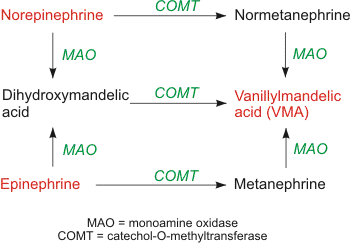 Norepinephrine COMT Normetanephrine
MAO MAO
Dihydroxymandelic COMT Vanillylmandelic
acid acid (VMA)
MAO MAO
Epinephrine COMT Metanephrine
MAO = monoamine oxidase
COMT = catechol-O-methyltransferase